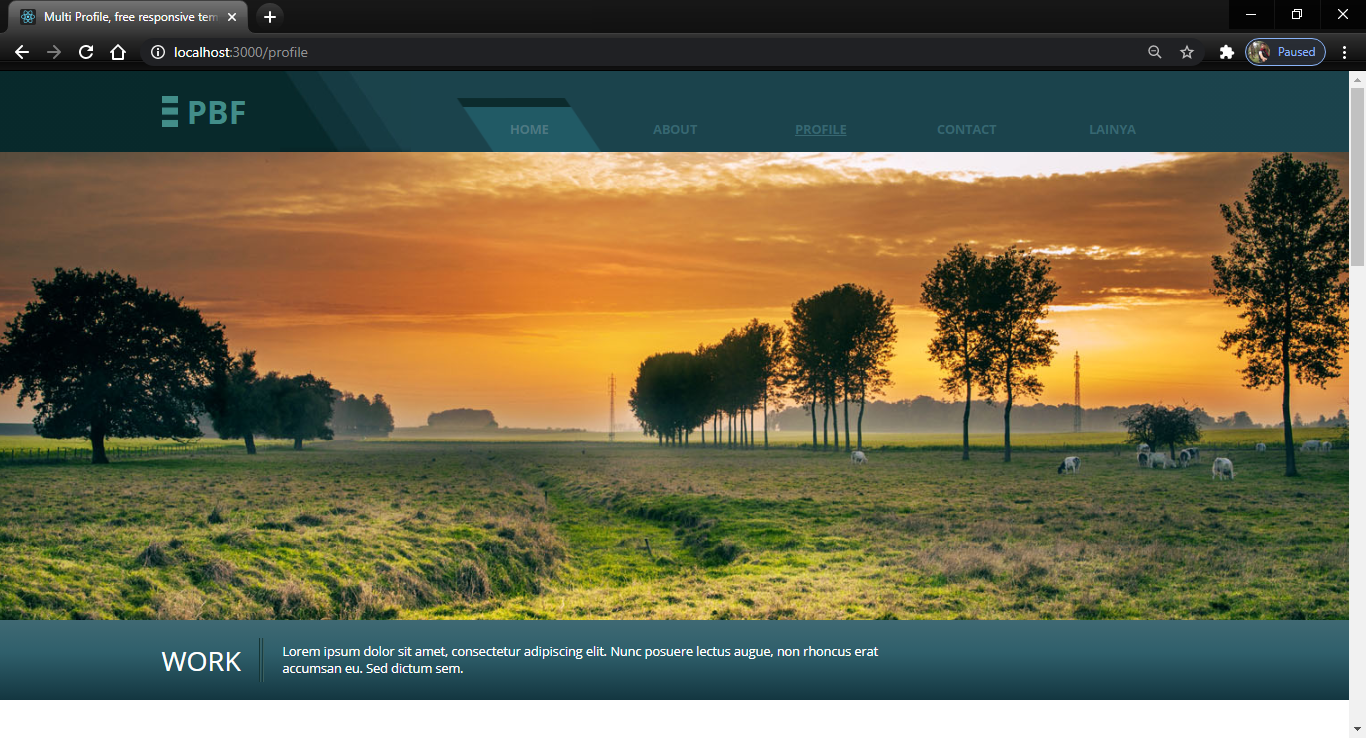 Multi Profile, free responsive tem
localhost:3000/profile
Paused
PBF
HOME
ABOUT
PROFILE
CONTACT
LAINYA
WORK
Lorem ipsum dolor sit amet, consectetur adipiscing elit. Nunc posuere lectus augue, non rhoncus erat
accumsan eu. Sed dictum sem.